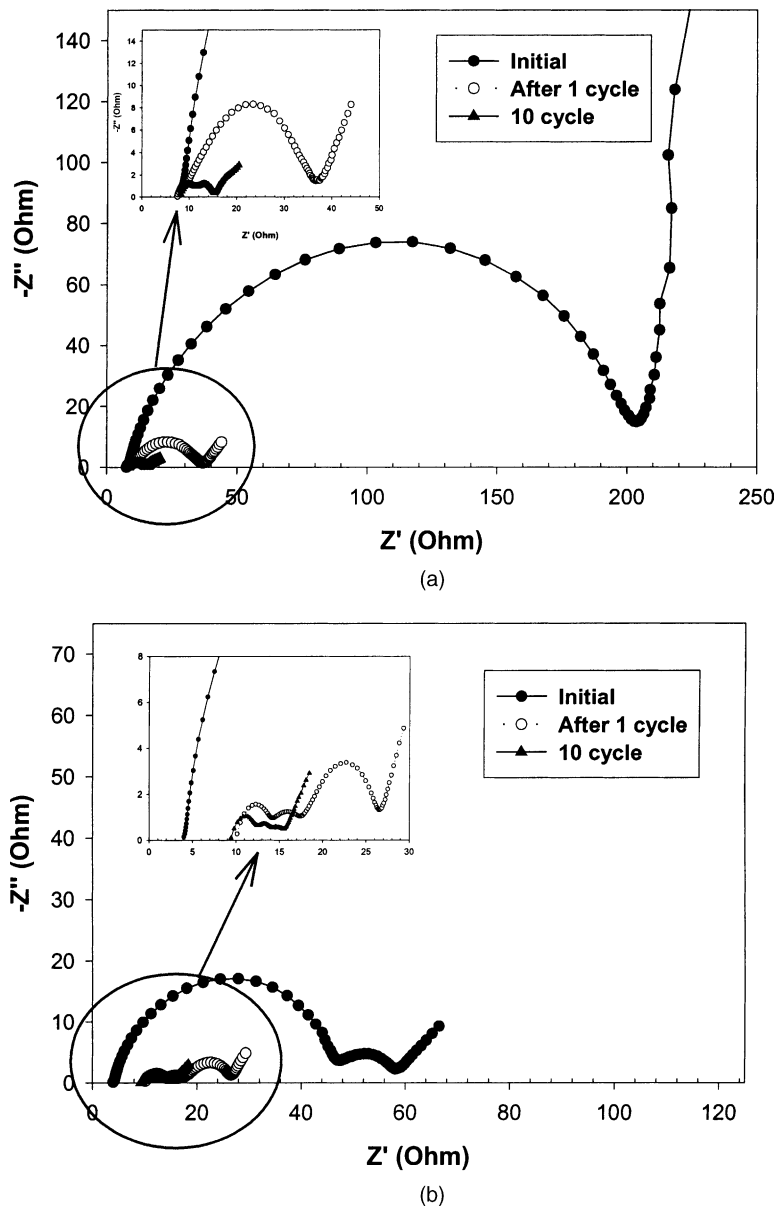 140
120
100
80
60
40
20
0
-Z" (Ohm)
0 50 100 150 200 250
Z' (Ohm)
14
12
10
8
6
4
2
0
-Z" (Ohm)
0 10 20 30 40 50
Z' (Ohm)
Initial
After 1 cycle
10 cycle
(a)
70
60
50
40
30
20
10
0
-Z" (Ohm)
0 20 40 60 80 100 120
Z' (Ohm)
8
6
4
2
0
0 5 10 15 20 25 30
Initial
After 1 cycle
10 cycle
(b)